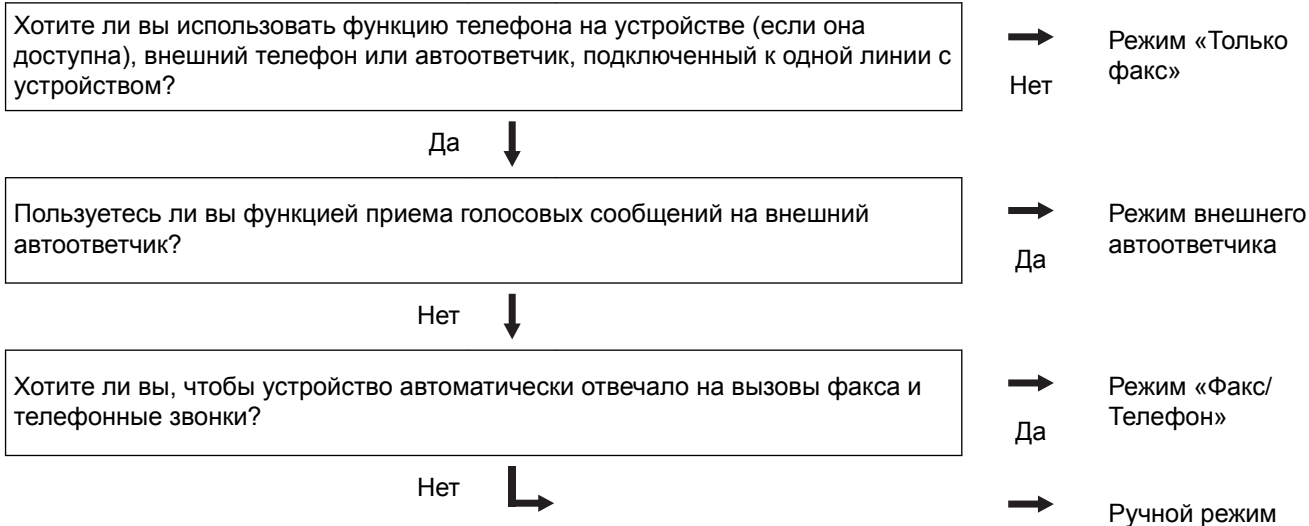 Хотите ли вы использовать функцию телефона на устройстве (если она
доступна), внешний телефон или автоответчик, подключенный к одной линии с
устройством?
Нет
Режим «Только
факс»
Да
Пользуетесь ли вы функцией приема голосовых сообщений на внешний
автоответчик?
Да
Режим внешнего
автоответчика
Нет
Хотите ли вы, чтобы устройство автоматически отвечало на вызовы факса и
телефонные звонки?
Да
Режим «Факс/
Телефон»
Нет
Ручной режим